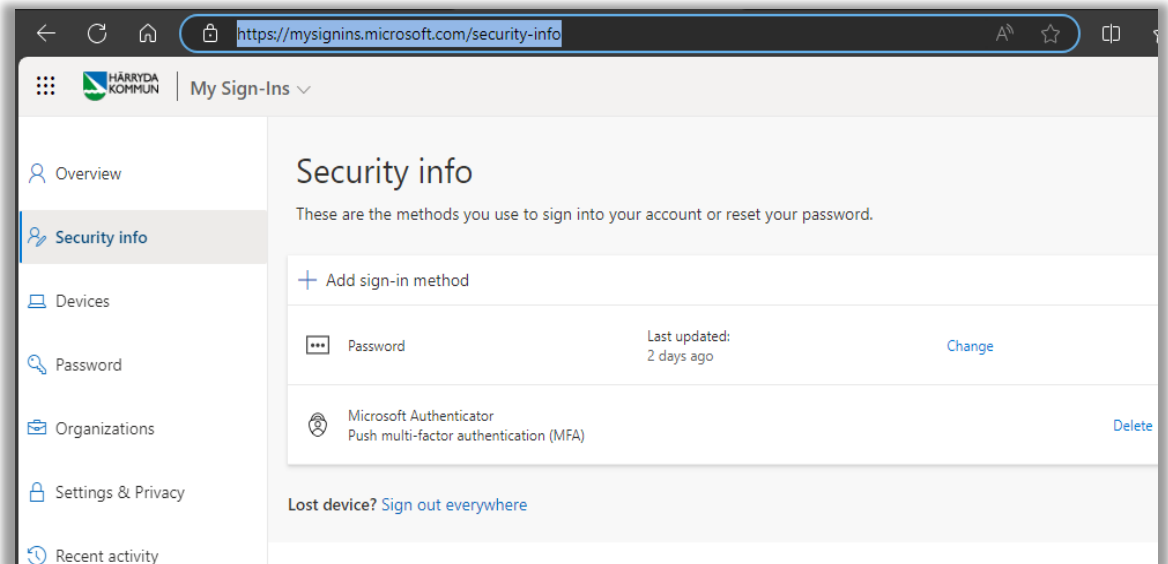 https://mysignins.microsoft.com/security-info
HÄRRYDA
KOMMUN
My Sign-Ins
Overview
Security info
Devices
Password
Organizations
Settings & Privacy
Recent activity
Security info
These are the methods you use to sign into your account or reset your password.
Add sign-in method
Password
Last updated:
2 days ago
Change
Microsoft Authenticator
Push multi-factor authentication (MFA)
Delete
Lost device? Sign out everywhere